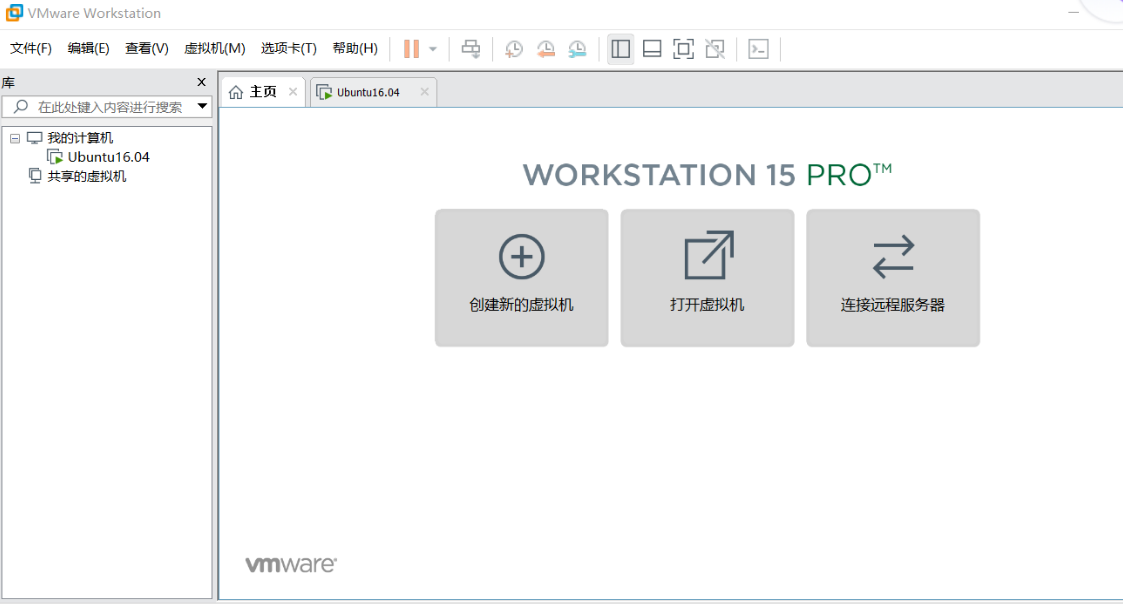 VMware Workstation
文件(F) 编辑(E) 查看(V) 虚拟机(M) 选项卡(T) 帮助(H)
库
在此处键入内容进行搜索
我的计算机
Ubuntu16.04
共享的虚拟机
主页 Ubuntu16.04
WORKSTATION 15 PRO™
创建新的虚拟机 打开虚拟机 连接远程服务器
vmware®